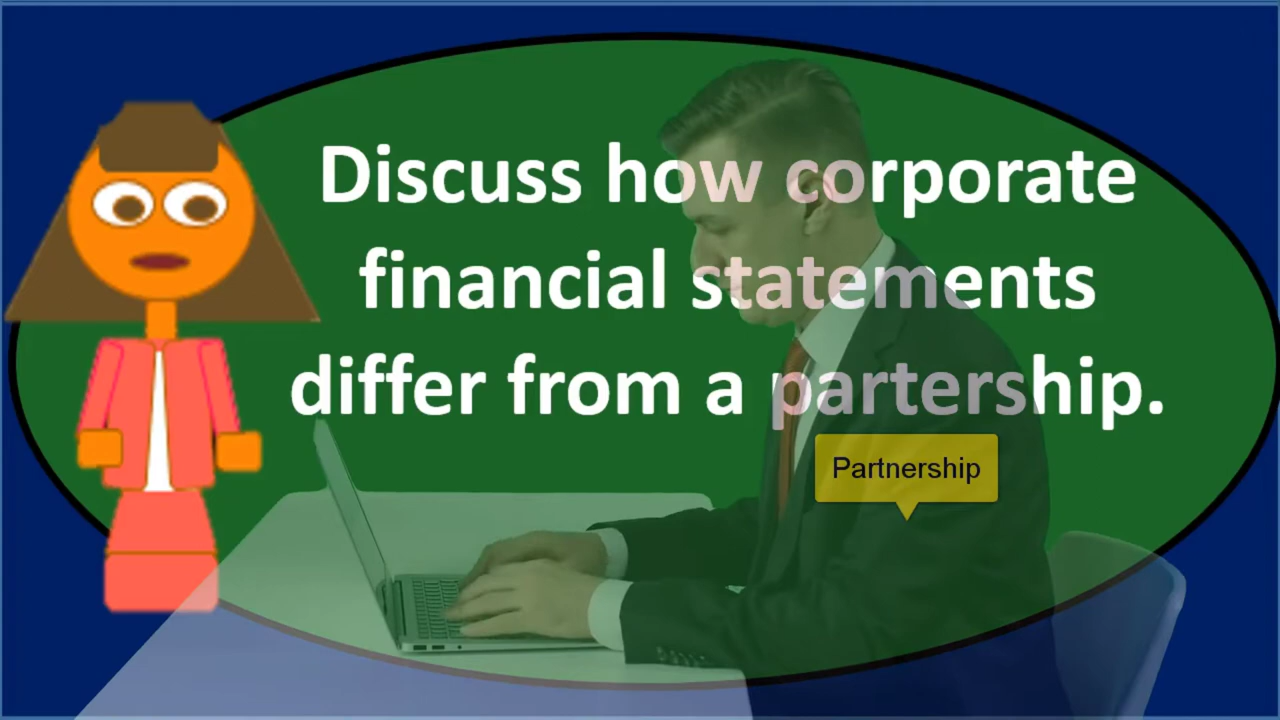 Discuss how corporate
financial statements
differ from a partership.
Partnership